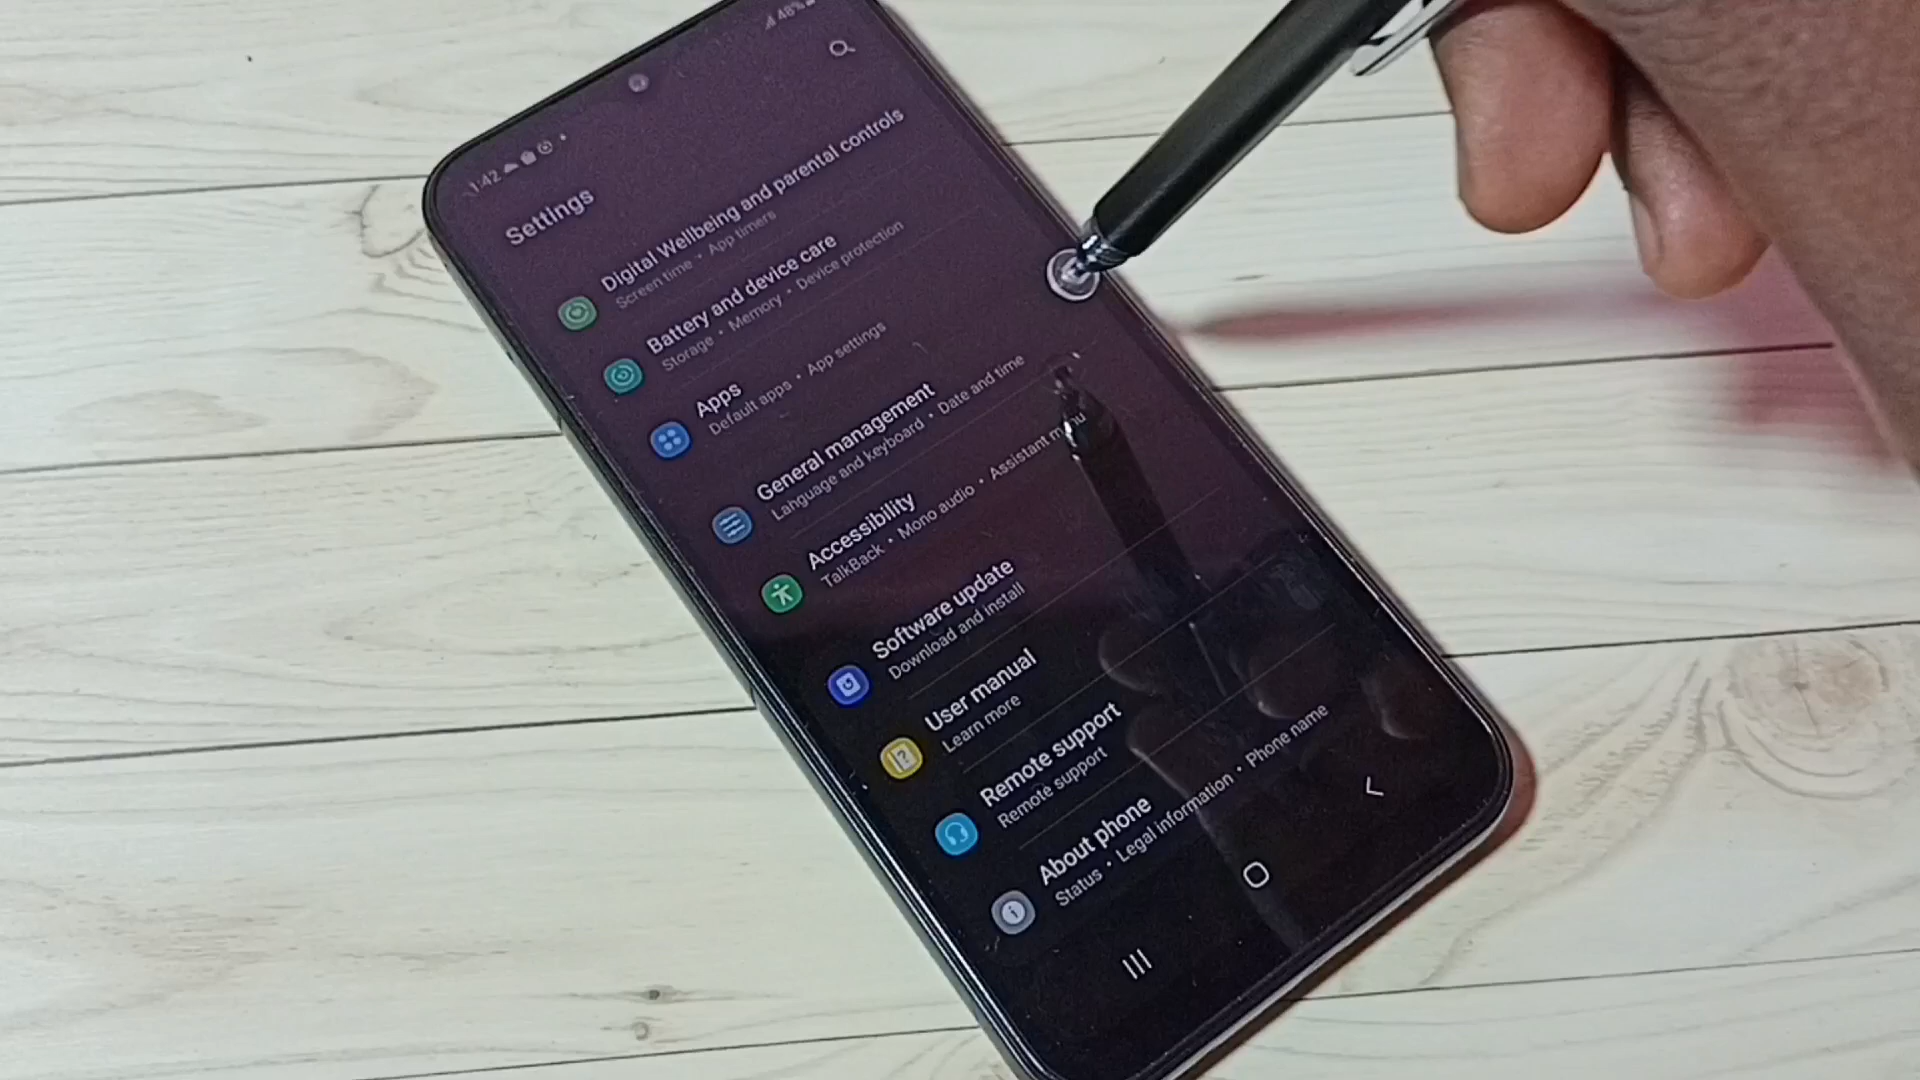 1:42
48%
Settings
Digital Wellbeing and parental controls
Screen time • App timers
Battery and device care
Storage • Memory • Device protection
Apps
Default apps • App settings
General management
Language and keyboard • Date and time
Accessibility
TalkBack • Mono audio • Assistant menu
Software update
Download and install
User manual
Learn more
Remote support
Remote support
About phone
Status • Legal information • Phone name